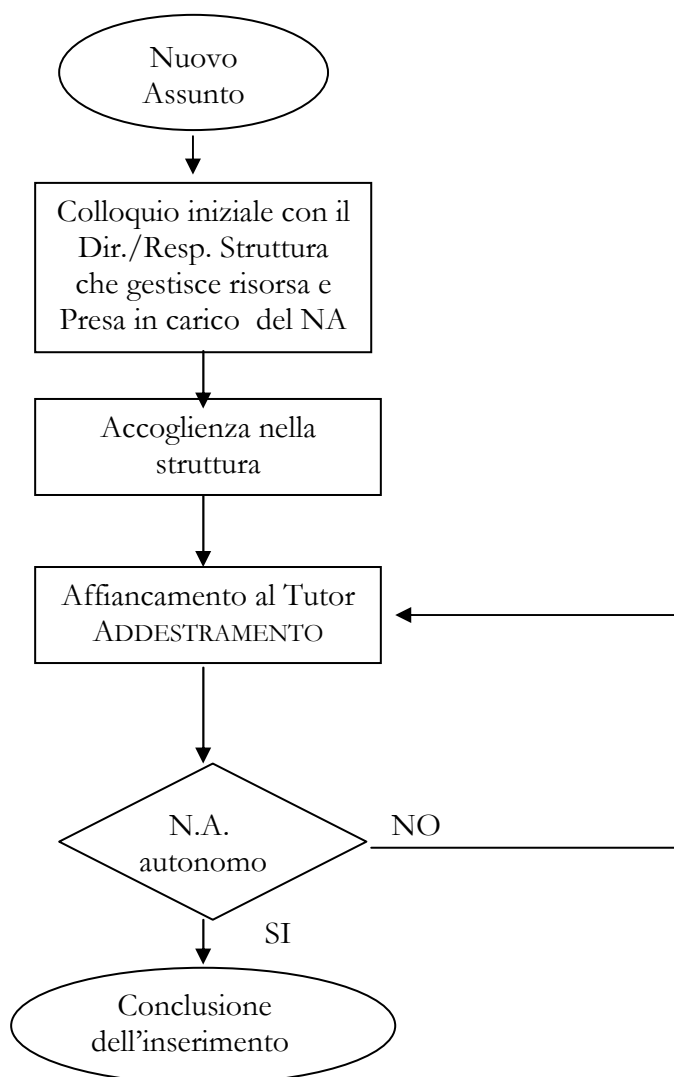 Nuovo
Assunto
Colloquio iniziale con il
Dir./Resp. Struttura
che gestisce risorsa e
Presa in carico del NA
Accoglienza nella
struttura
Affiancamento al Tutor
ADDESTRAMENTO
N.A.
autonomo
NO
SI
Conclusione
dell'inserimento